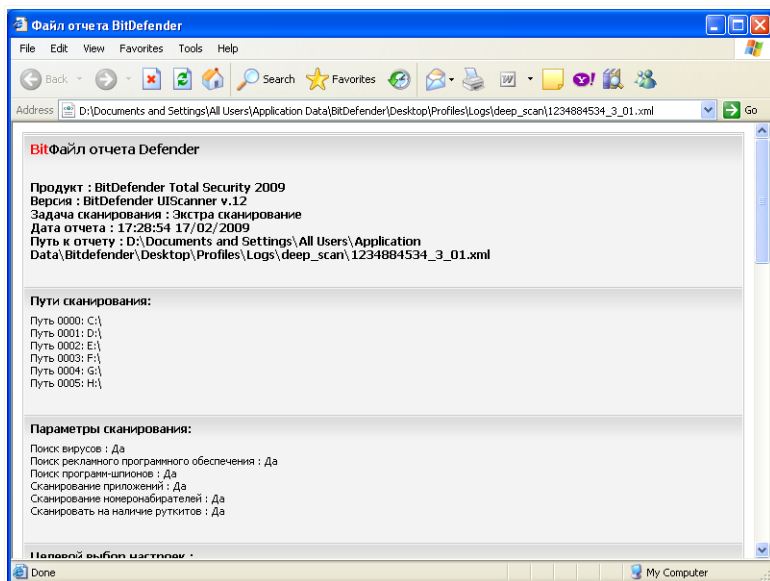 Файл отчета BitDefender
File Edit View Favorites Tools Help
Back Search Favorites
Address D:\Documents and Settings\All Users\Application Data\BitDefender\Desktop\Profiles\Logs\deep_scan\1234884534_3_01.xml Go
BitФайл отчета Defender
Продукт : BitDefender Total Security 2009
Версия : BitDefender UIScanner v.12
Задача сканирования : Экстра сканирование
Дата отчета : 17:28:54 17/02/2009
Путь к отчету : D:\Documents and Settings\All Users\Application
Data\Bitdefender\Desktop\Profiles\Logs\deep_scan\1234884534_3_01.xml
Пути сканирования:
Путь 0000: C:\
Путь 0001: D:\
Путь 0002: E:\
Путь 0003: F:\
Путь 0004: G:\
Путь 0005: H:\
Параметры сканирования:
Поиск вирусов : Да
Поиск рекламного программного обеспечения : Да
Поиск программ-шпионов : Да
Сканирование приложений : Да
Сканирование номеронабирателей : Да
Сканировать на наличие руткитов : Да
Целевой выбор настроек :
Done My Computer